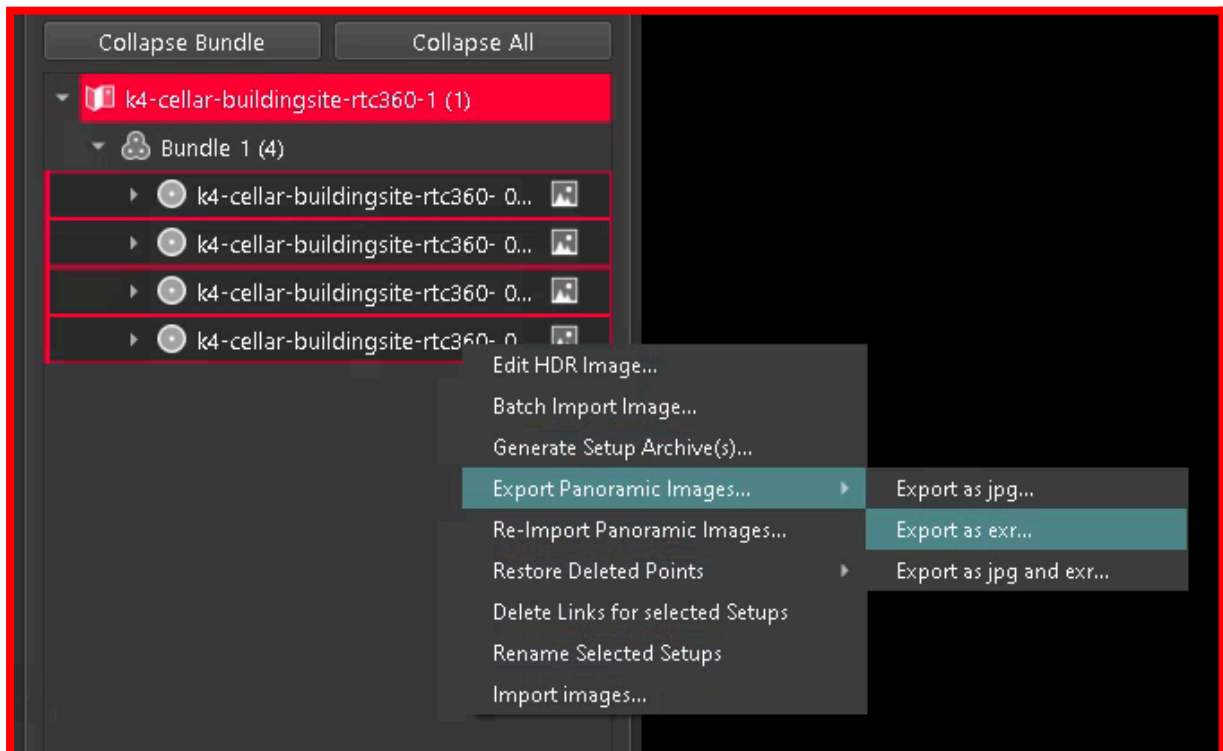 Collapse Bundle
Collapse All
k4-cellar-buildingsite-rtc360-1 (1)
Bundle 1 (4)
k4-cellar-buildingsite-rtc360- 0...
k4-cellar-buildingsite-rtc360- 0...
k4-cellar-buildingsite-rtc360- 0...
k4-cellar-buildingsite-rtc360- 0
Edit HDR Image...
Batch Import Image...
Generate Setup Archive(s)...
Export Panoramic Images...
Export as jpg...
Re-Import Panoramic Images...
Export as exr...
Restore Deleted Points
Export as jpg and exr...
Delete Links for selected Setups
Rename Selected Setups
Import images...